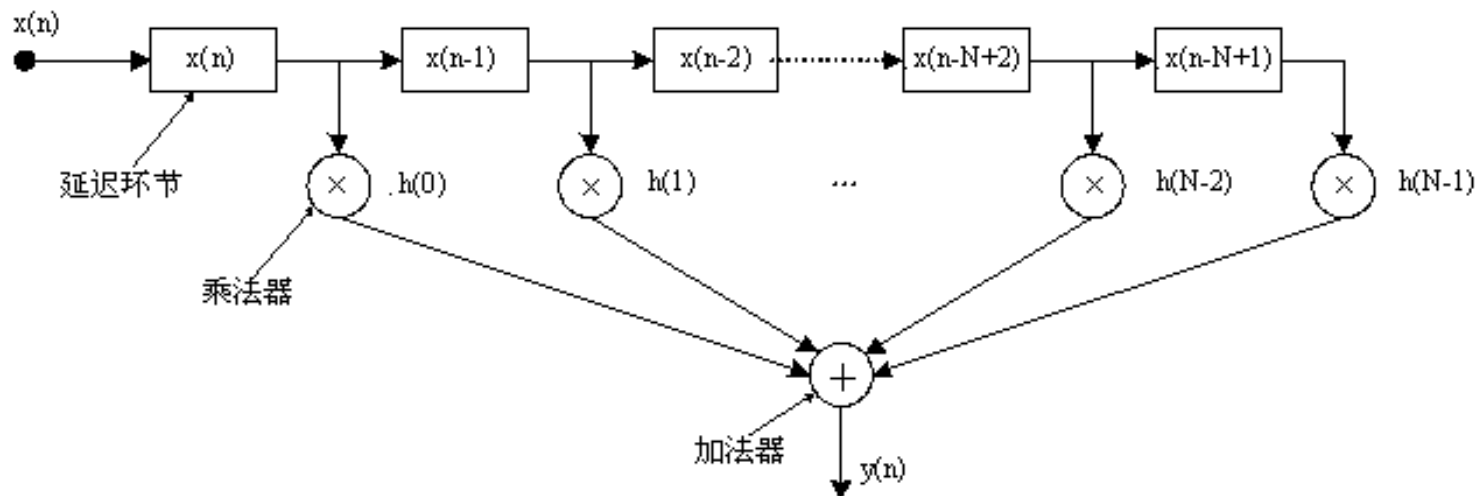 x(n)
x(n)
x(n-1)
x(n-2)
x(n-N+2)
x(n-N+1)
延迟环节
×
.h(0)
×
h(1)
...
×
h(N-2)
×
h(N-1)
乘法器
+
加法器
y(n)